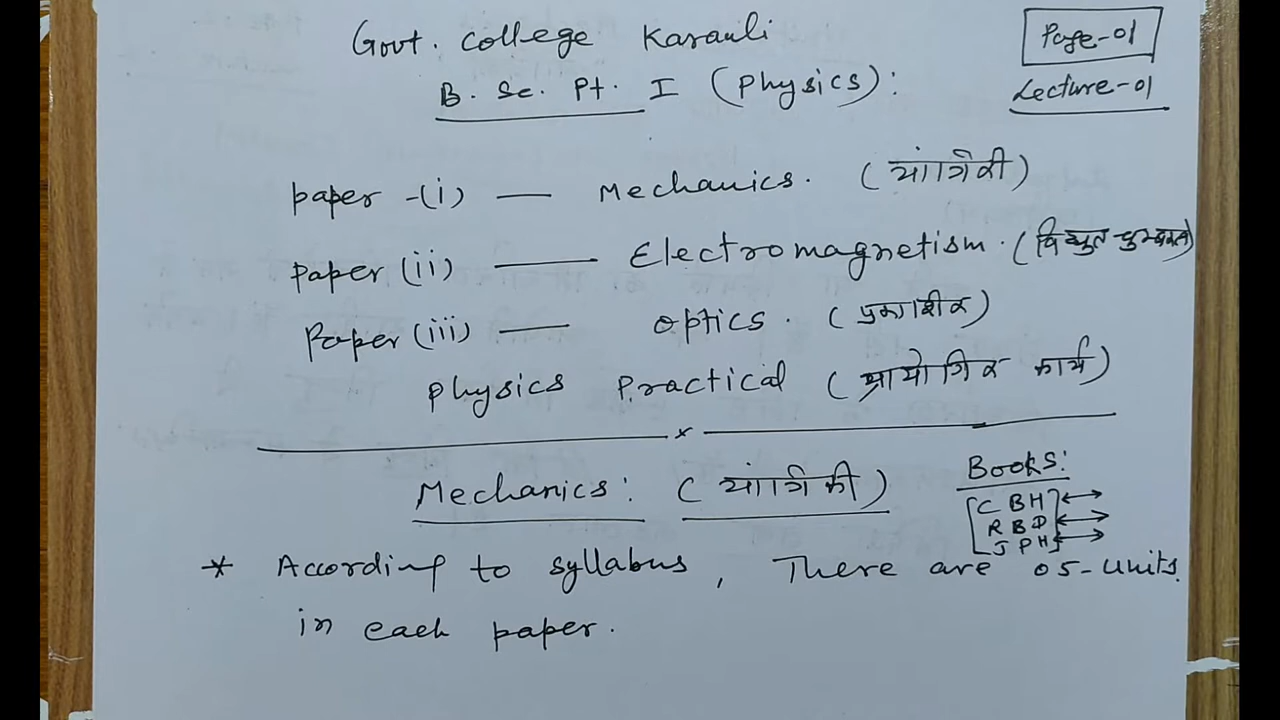 Govt. College Karauli
Page-01
B. Sc. Pt. I (Physics):
Lecture-01
paper -(i) — Mechanics. (यांत्रिकी)
paper (ii) — Electromagnetism. (विद्युत चुम्बकत्व)
Paper (iii) — optics. (प्रकाशीक)
Physics Practical (प्रायोगिक कार्य)
x
Mechanics: (यांत्रिकी)
Books:
CBH
RBD
JPH
* According to syllabus, There are 05-Units.
in each paper.